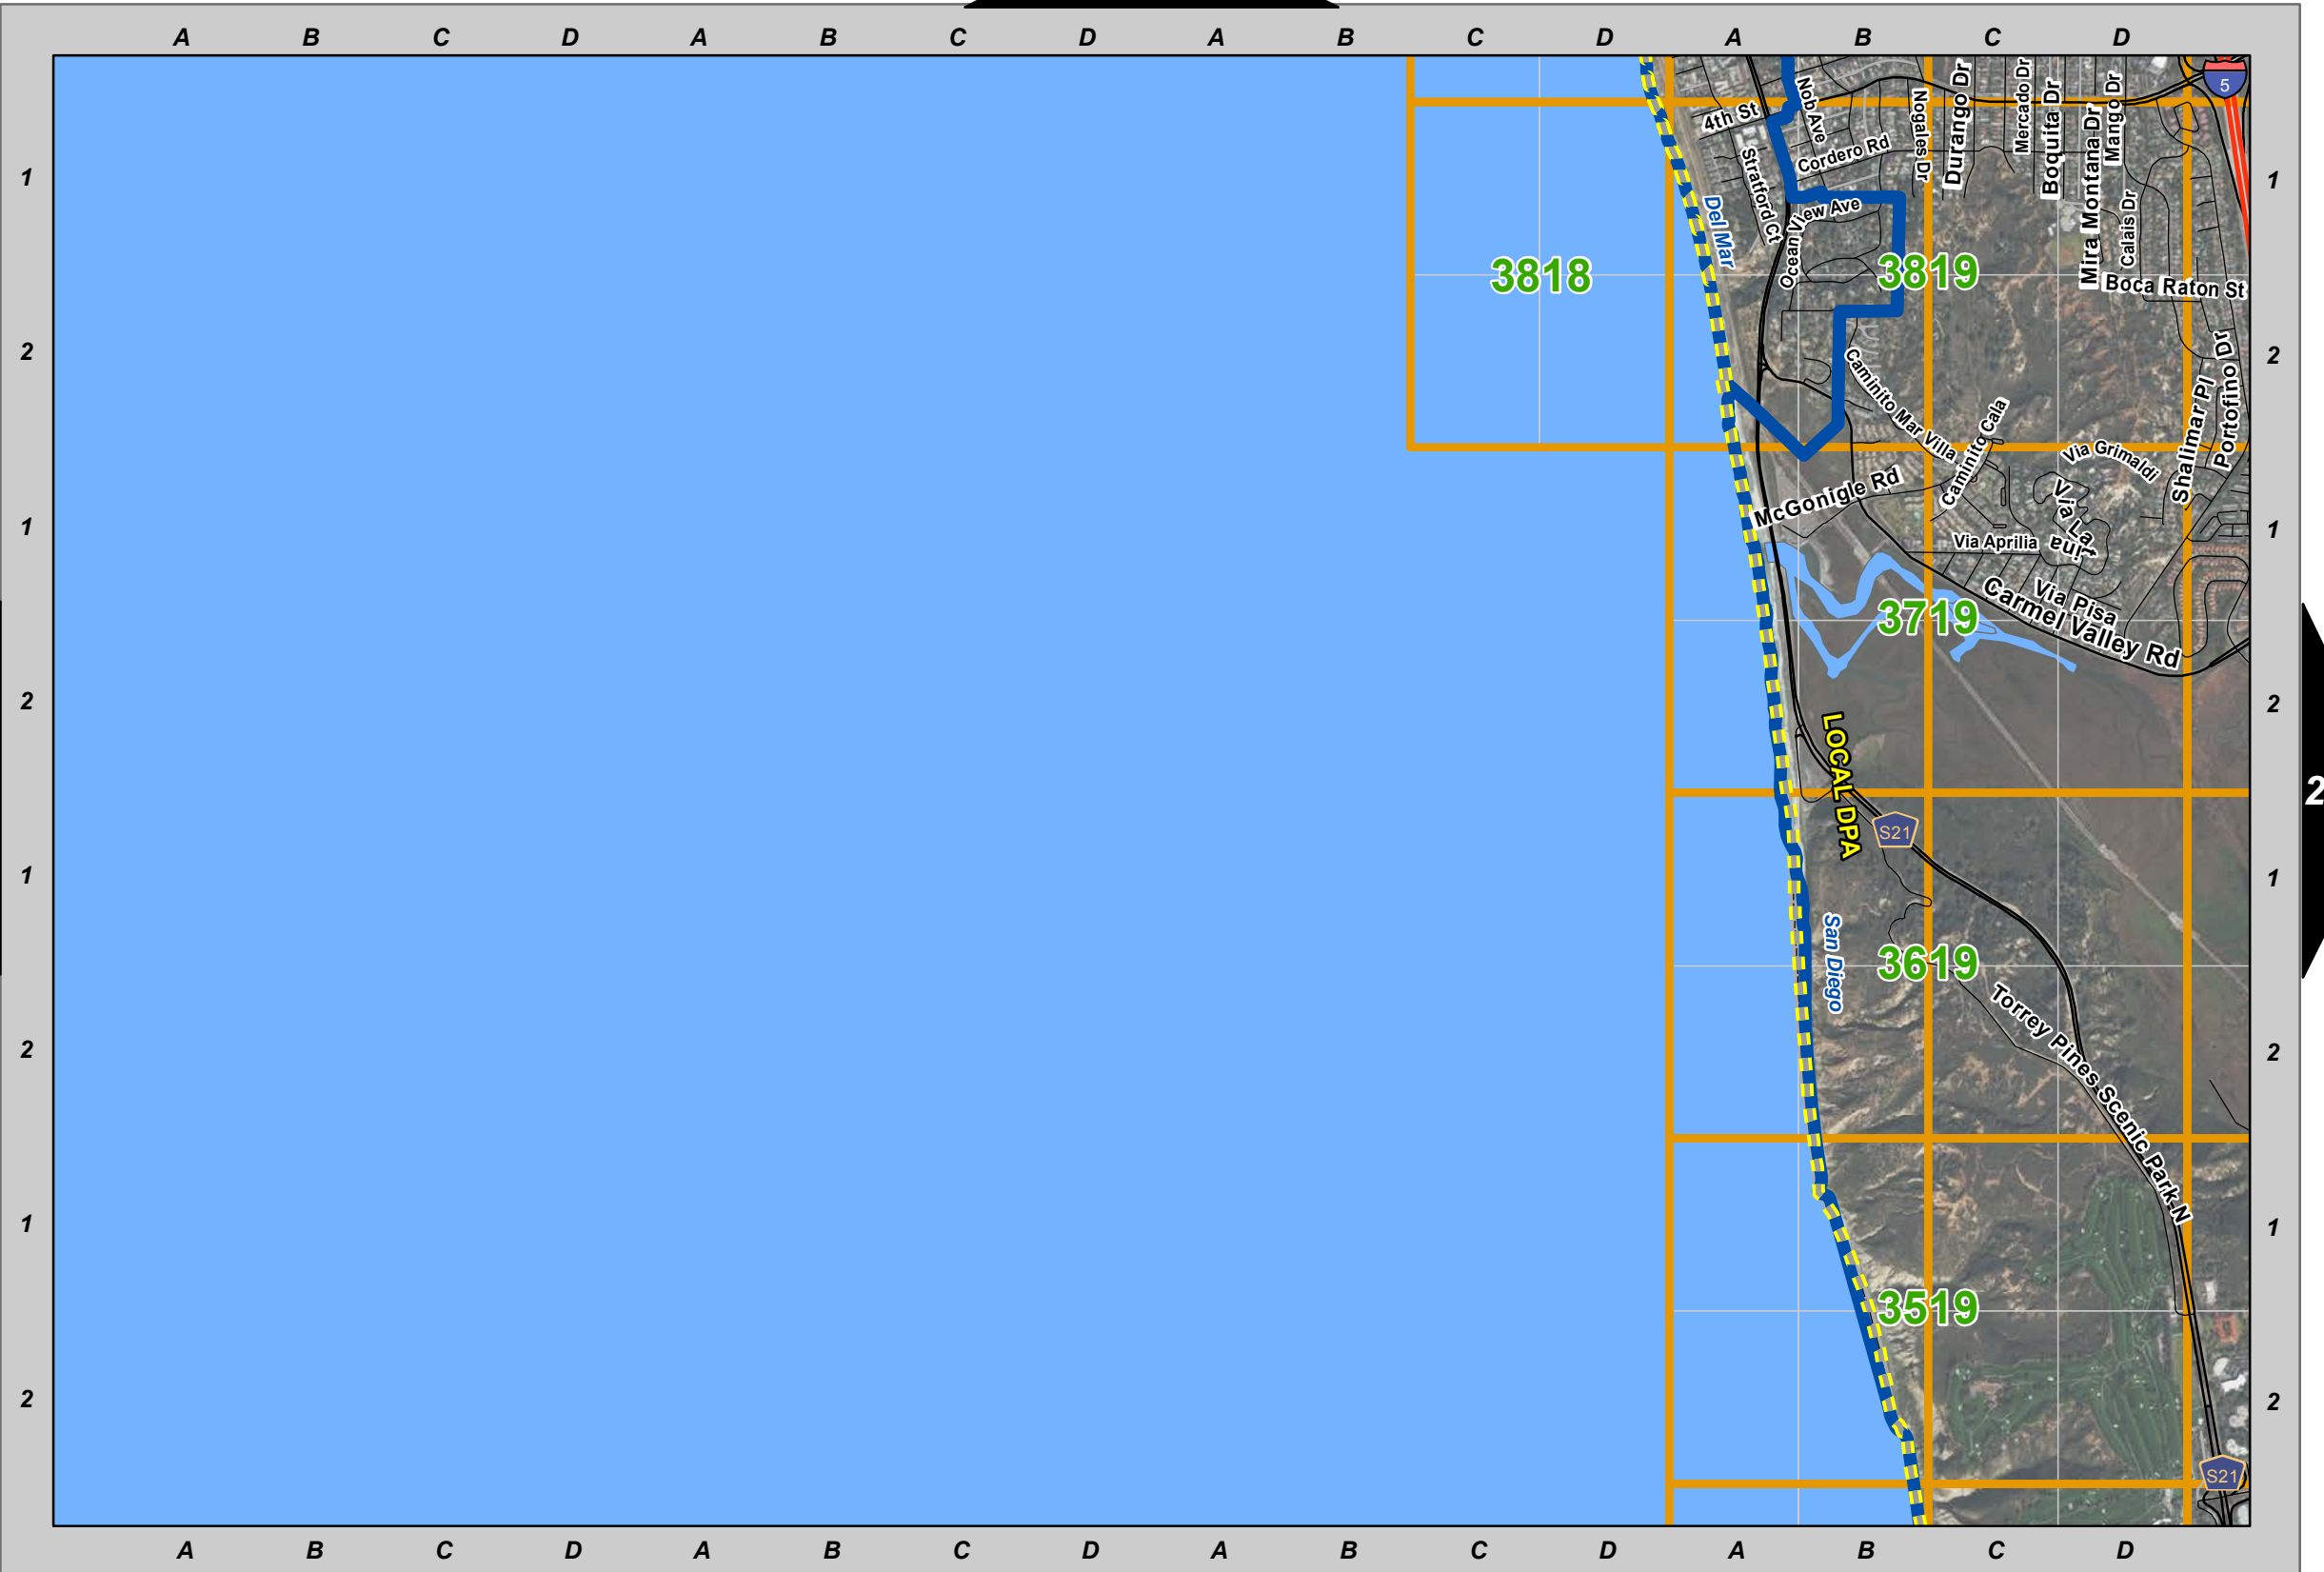 A B C D A B C D A B C D A B C D
5
Nob Ave
4th St
Cordero Rd
Stratford Ct
Nogales Dr
Durango Dr
Mercado Dr
Boquita Dr
Mira Montana Dr
Mango Dr
Calais Dr
1
1
Del Mar
Ocean View Ave
3818
3819
Boca Raton St
2
2
Portofino Dr
Shalimar Pl
Caminito Mar Villa
Caminito Cala
Via Grimaldi
McGonigle Rd
Via Latina
1
1
Via Aprilia
Via Pisa
Carmel Valley Rd
3719
2
2
LOCAL DPA
2
S21
1
1
San Diego
3619
Torrey Pines Scenic Park N
2
2
1
1
3519
2
2
S21
A B C D A B C D A B C D A B C D